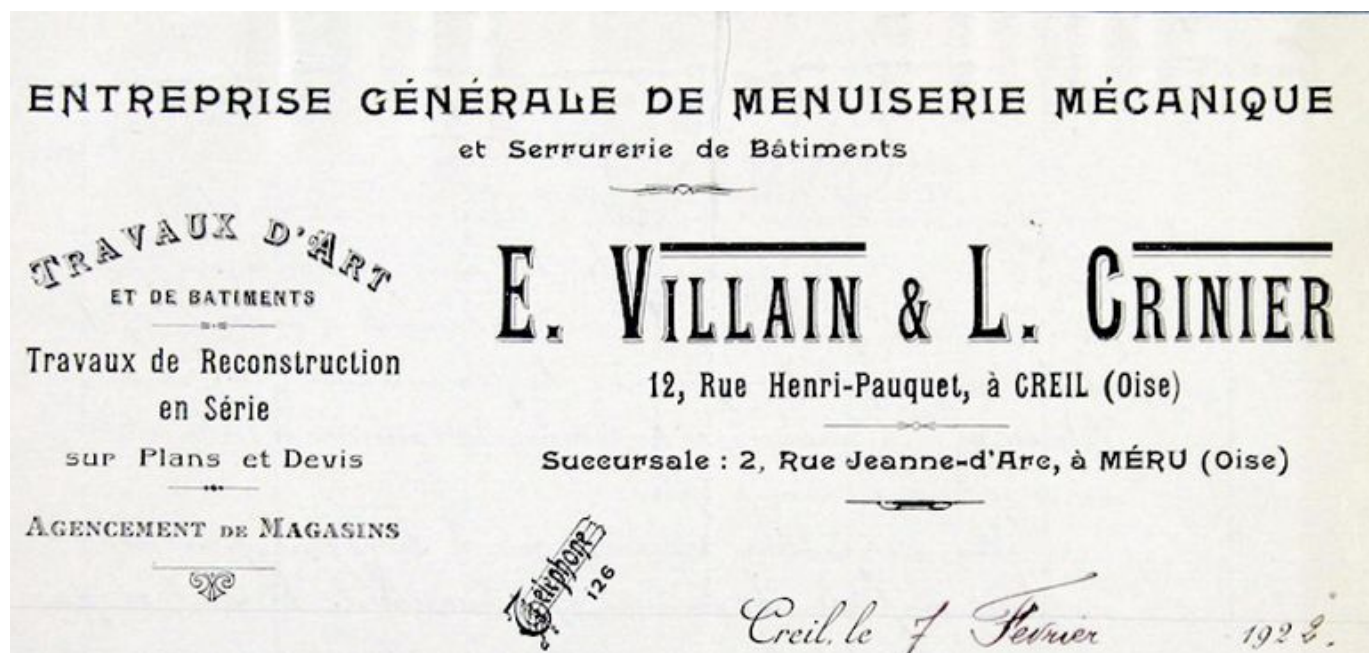 ENTREPRISE GÉNÉRALE DE MENUISERIE MÉCANIQUE
et Serrurerie de Bâtiments
TRAVAUX D'ART
ET DE BATIMENTS
Travaux de Reconstruction
en Série
sur Plans et Devis
AGENCEMENT DE MAGASINS
E. VILLAIN & L. CRINIER
12, Rue Henri-Pauquet, à CREIL (Oise)
Succursale : 2, Rue Jeanne-d'Arc, à MÉRU (Oise)
Téléphone
126
Creil, le 7 Fevrier 1922.